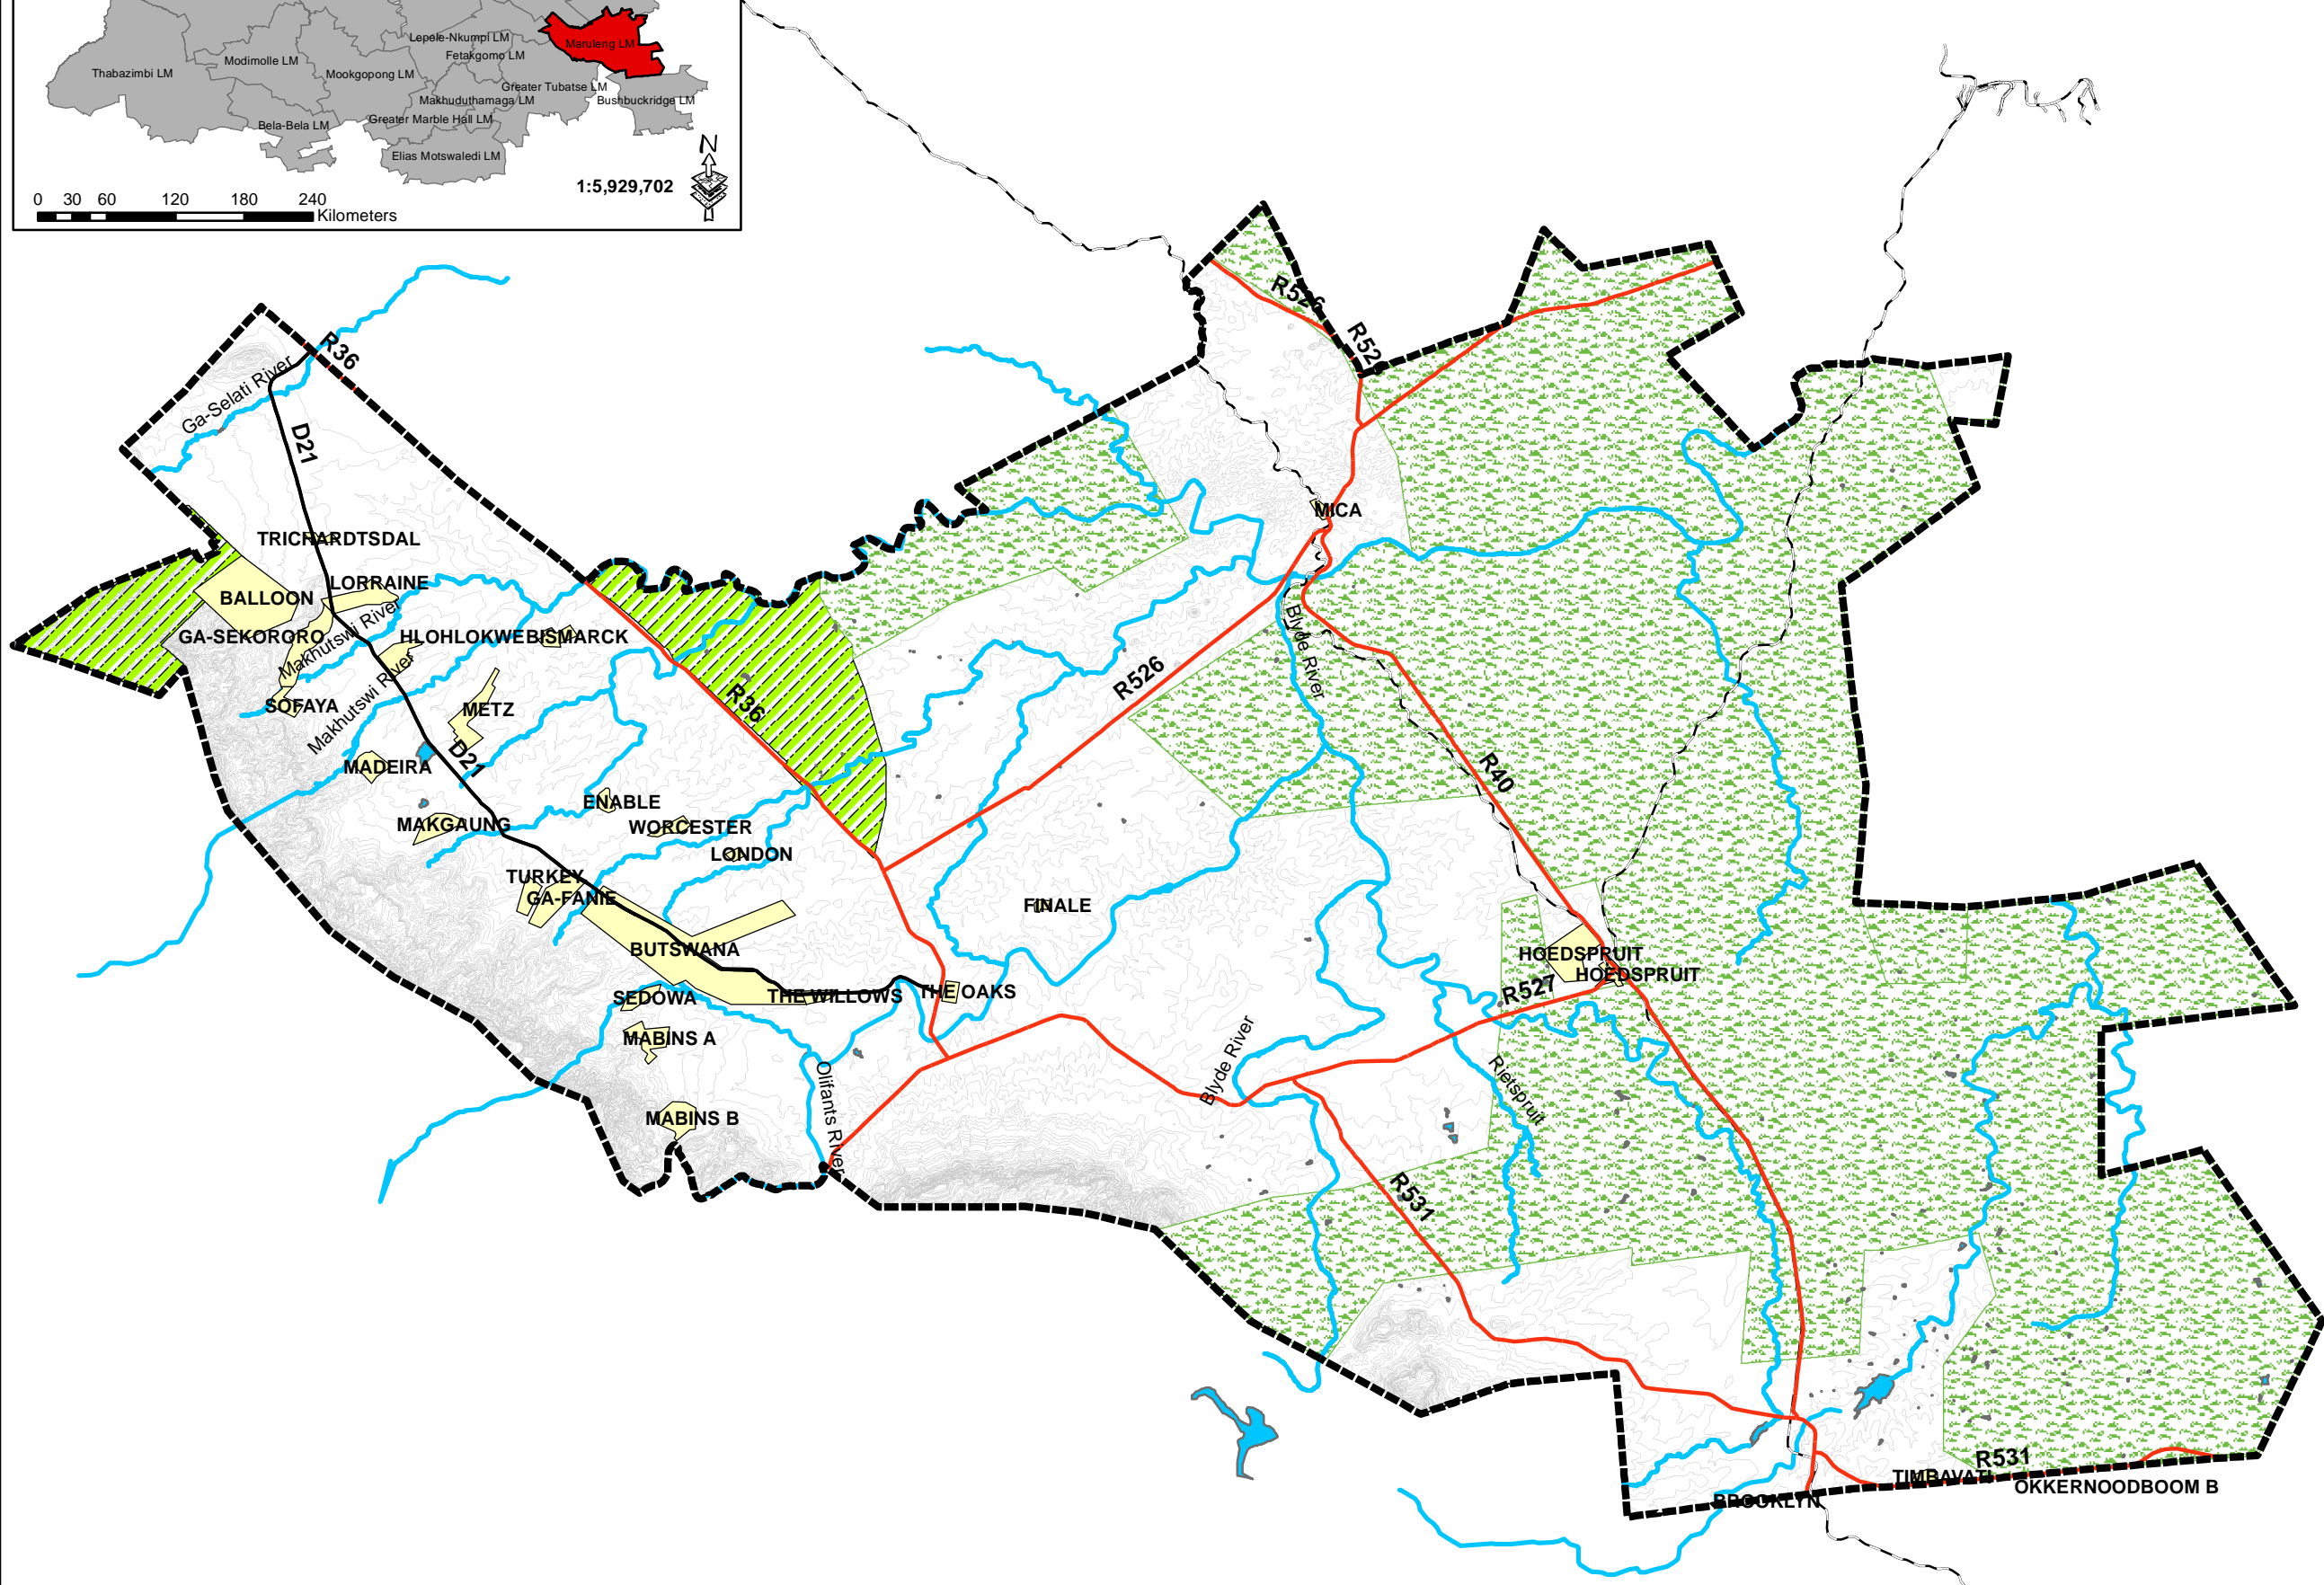 Lepele-Nkumpi LM
Maruleng LM
Fetakgomo LM
Modimolle LM
Thabazimbi LM
Mookgopong LM
Greater Tubatse LM
Makhuduthamaga LM
Bushbuckridge LM
Greater Marble Hall LM
Bela-Bela LM
Elias Motswaledi LM
N
1:5,929,702
0 30 60 120 180 240
Kilometers
R526
R36
R526
Ga-Selati River
D21
MICA
TRICHARDTSDAL
LORRAINE
BALLOON
Makhutswi River
GA-SEKORORO
HLOHLOKWE
BISMARCK
Blyde River
R526
Makhutswi River
R36
SOFAYA
METZ
D21
MADEIRA
R40
ENABLE
MAKGAUNG
WORCESTER
LONDON
TURKEY
GA-FANIE
FINALE
BUTSWANA
HOEDSPRUIT
HOEDSPRUIT
R527
THE WILLOWS
THE OAKS
SEDOWA
MABINS A
Blyde River
Rietspruit
Olifants River
MABINS B
R531
R531
TIMBAVATI
OKKERNOODBOOM B
BROOKLYN